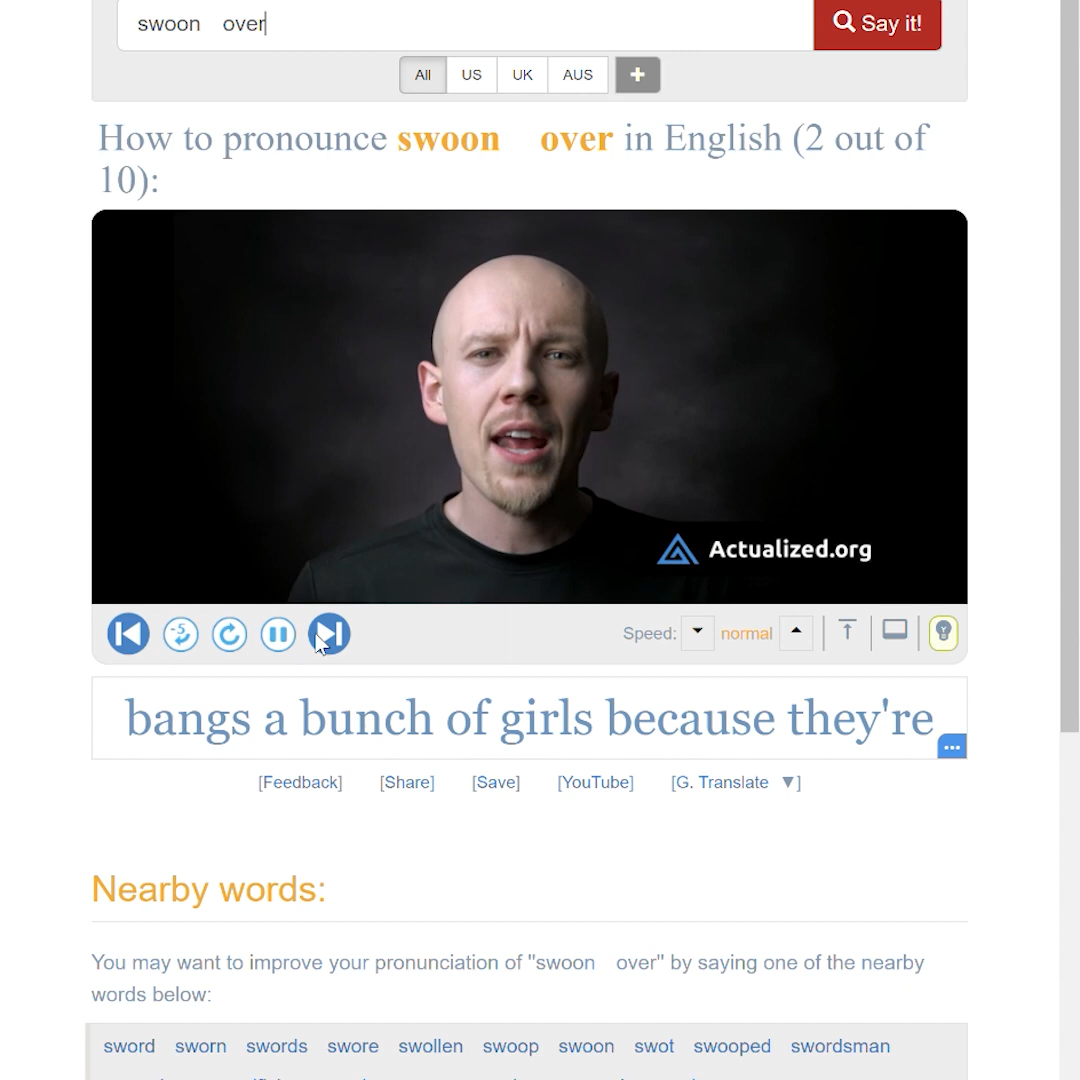 swoon over
Say it!
All US UK AUS +
How to pronounce swoon over in English (2 out of
10):
Actualized.org
5
Speed: normal
bangs a bunch of girls because they're
...
[Feedback] [Share] [Save] [YouTube] [G. Translate ▼]
Nearby words:
You may want to improve your pronunciation of "swoon over" by saying one of the nearby
words below:
sword sworn swords swore swollen swoop swoon swot swooped swordsman